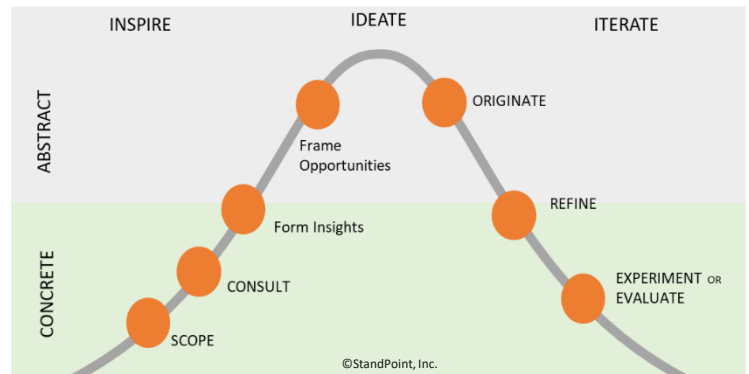 INSPIRE
IDEATE
ITERATE
ABSTRACT
ORIGINATE
Frame
Opportunities
REFINE
Form Insights
CONCRETE
CONSULT
EXPERIMENT OR
EVALUATE
SCOPE
©StandPoint, Inc.